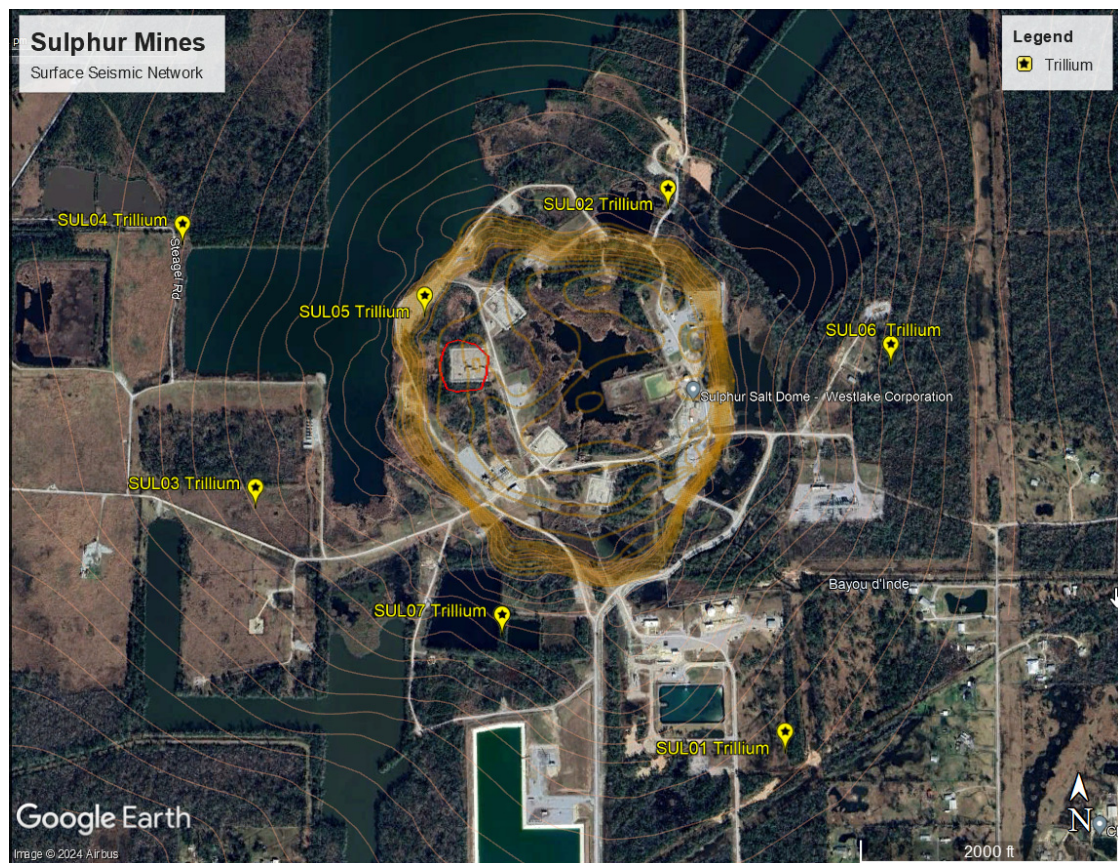 Sulphur Mines
Surface Seismic Network
Legend
Trillium
SUL02 Trillium
SUL04 Trillium
Steagel Rd
SUL05 Trillium
SUL06 Trillium
Sulphur Salt Dome - Westlake Corporation
SUL03 Trillium
Bayou d'Inde
SUL07 Trillium
SUL01 Trillium
Google Earth
N
2000 ft
Image © 2024 Airbus